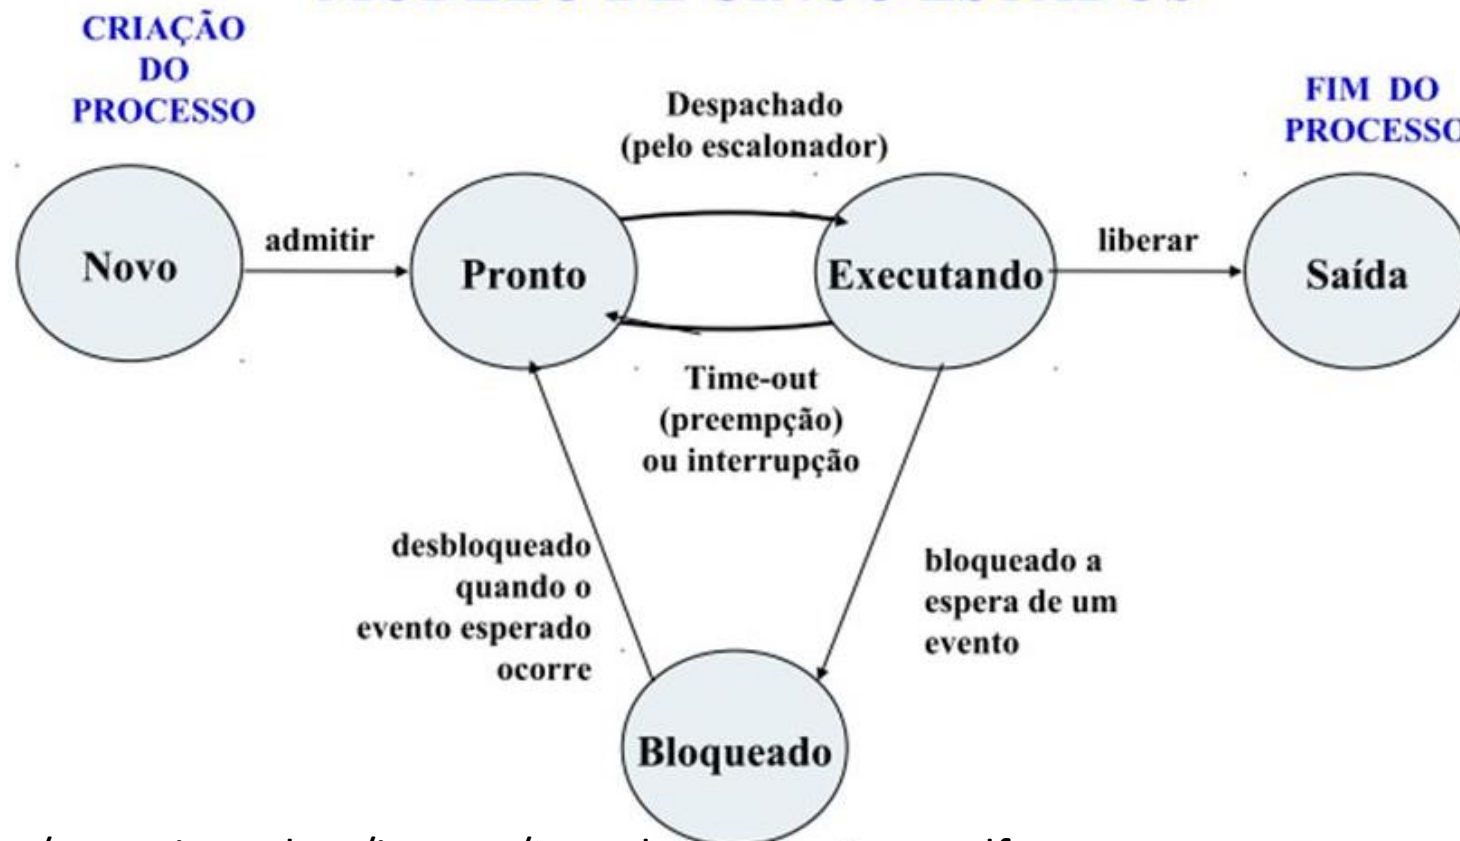 CRIAÇÃO
DO
PROCESSO
FIM DO
PROCESSO
Despachado
(pelo escalonador)
Novo
admitir
Pronto
Executando
liberar
Saída
Time-out
(preempção)
ou interrupção
desbloqueado
quando o
evento esperado
ocorre
bloqueado a
espera de um
evento
Bloqueado